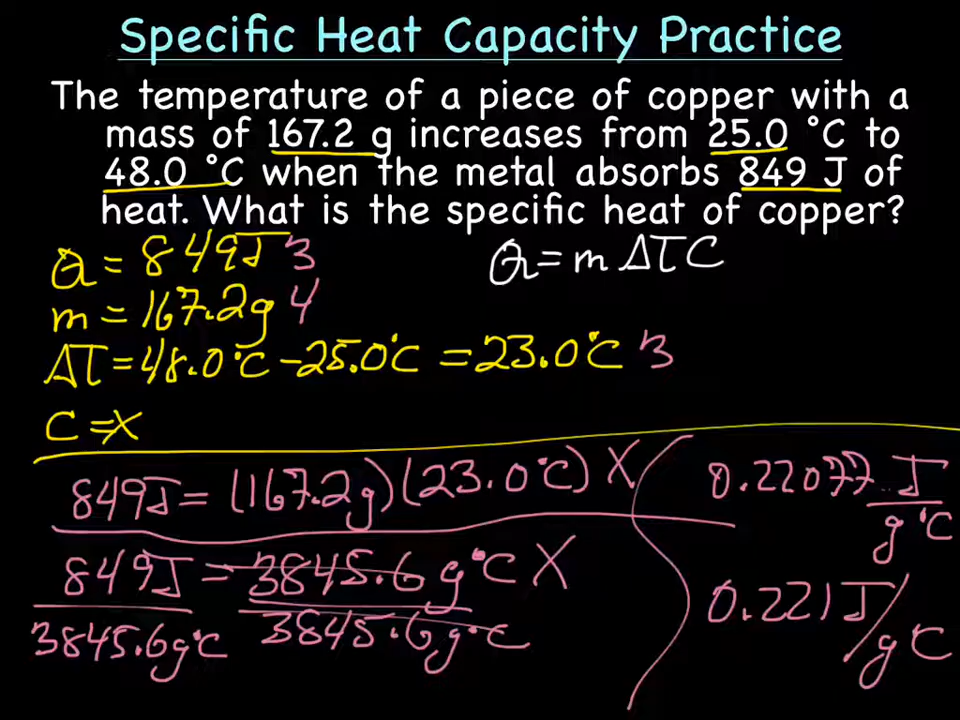 Specific Heat Capacity Practice
The temperature of a piece of copper with a
mass of 167.2 g increases from 25.0 °C to
48.0 °C when the metal absorbs 849 J of
heat. What is the specific heat of copper?
Q = 849J 3
Q = m ΔT C
m = 167.2g 4
ΔT = 48.0°C - 25.0°C = 23.0°C 3
C = X
849J = (167.2g)(23.0°C) X
0.22077.. J
g °C
849J = 3845.6 g°C X
3845.6g°C 3845.6g°C
0.221 J/g°C